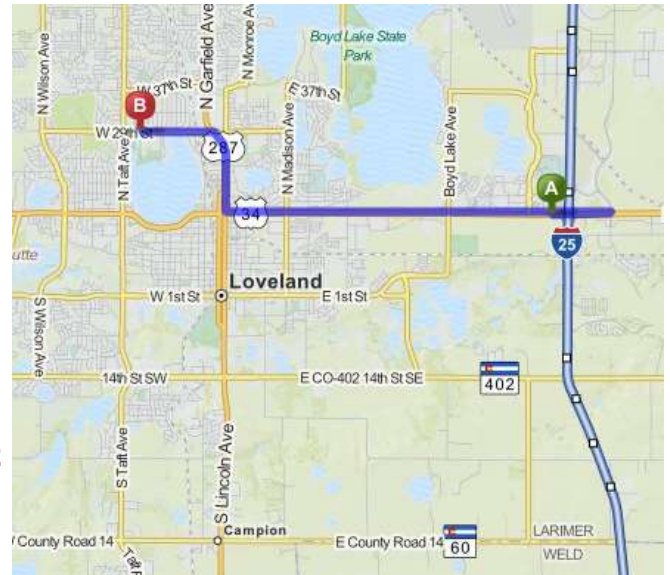 Boyd Lake State
Park
N Wilson Ave
N Garfield Ave
N Monroe A
W 37th St
E 37th St
B
W 29th St
287
N Taft Ave
N Madison Ave
Boyd Lake Ave
A
34
25
utte
Loveland
W 1st St
E 1st St
S Wilson Ave
14th St SW
E CO-402 14th St SE
402
S Taft Ave
S Lincoln Ave
Campion
County Road 14
E County Road 14
60
LARIMER
WELD